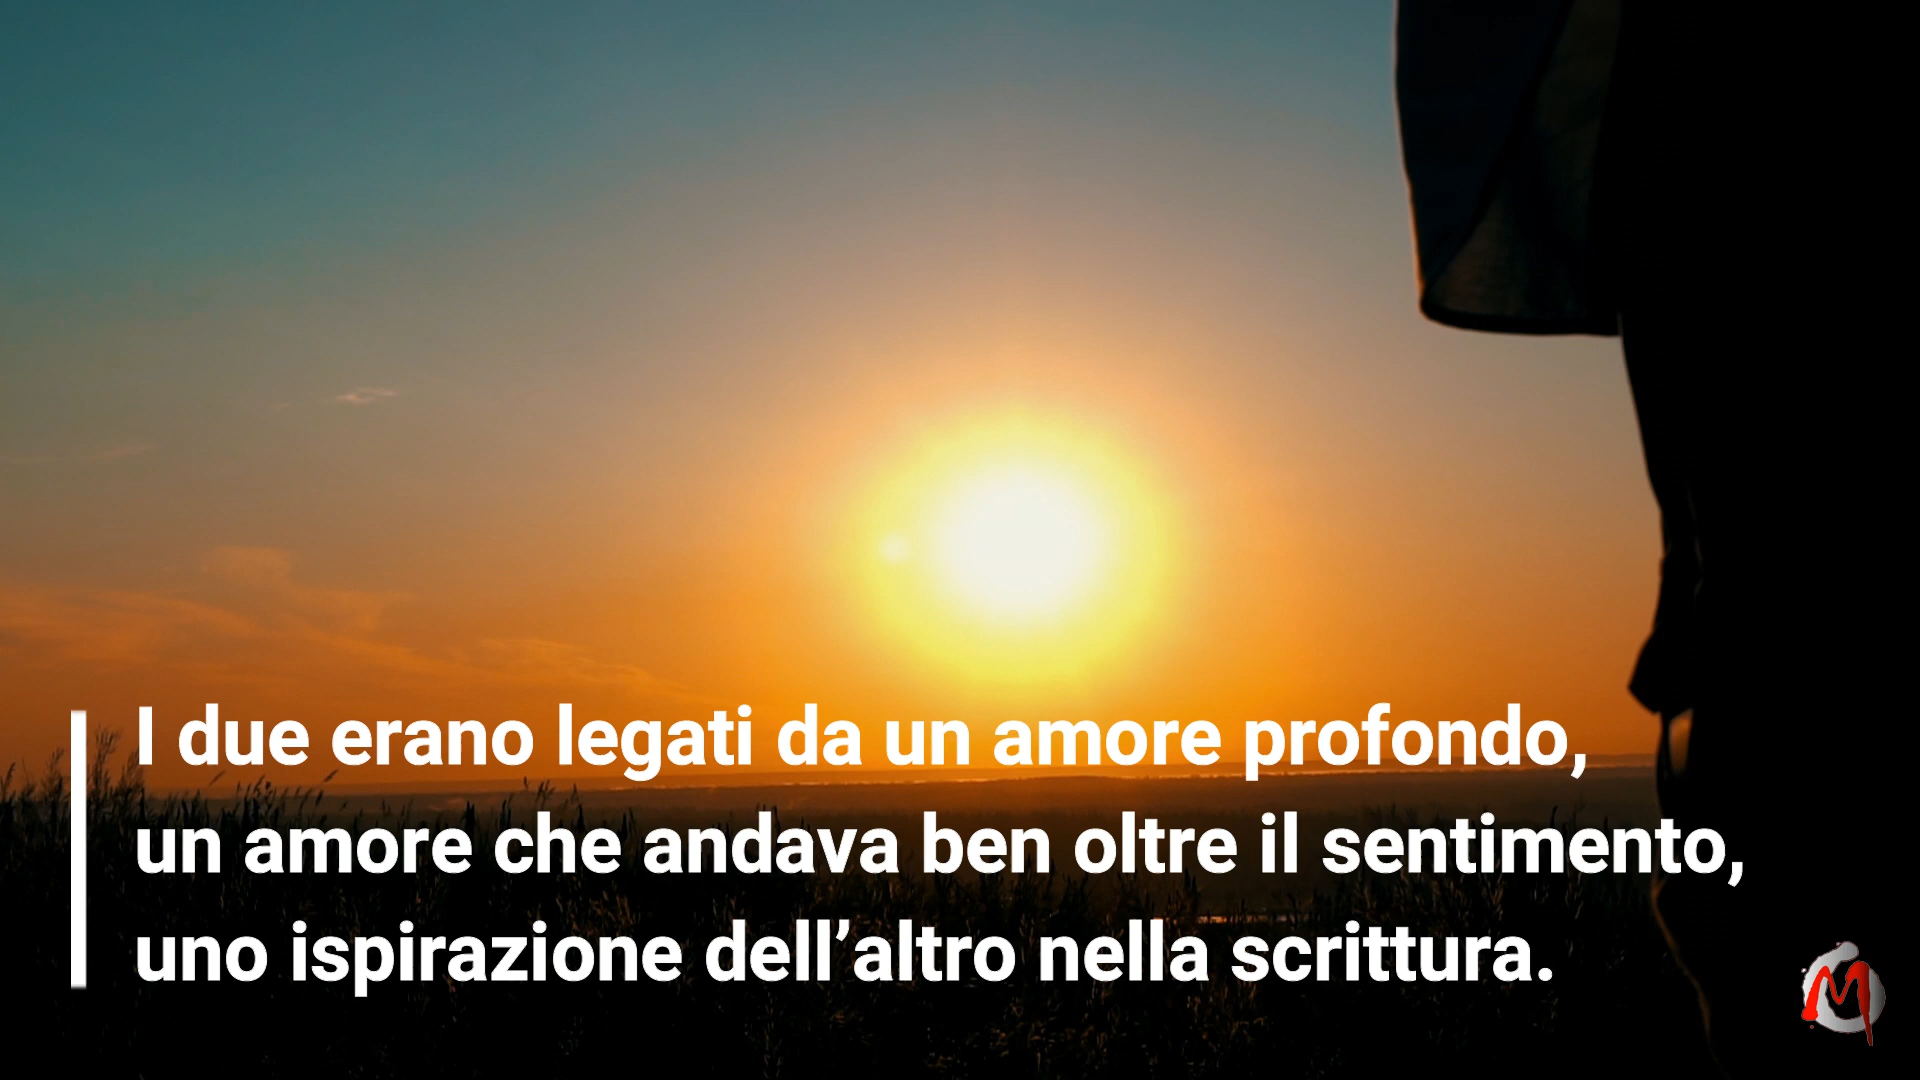 I due erano legati da un amore profondo,
un amore che andava ben oltre il sentimento,
uno ispirazione dell’altro nella scrittura.
M